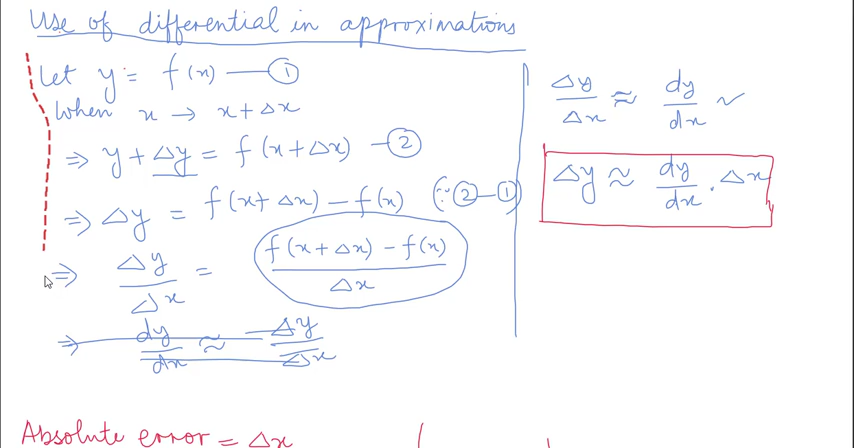 Use of differential in approximations
Let y = f(x) — ①
When x → x + Δx
⇒ y + Δy = f(x + Δx) — ②
⇒ Δy = f(x + Δx) – f(x) (∵ ② – ①)
⇒ Δy/Δx = (f(x + Δx) – f(x))/Δx
⇒ dy/dx ≈ Δy/Δx
Δy/Δx ≈ dy/dx
Δy ≈ dy/dx . Δx
Absolute error = Δx